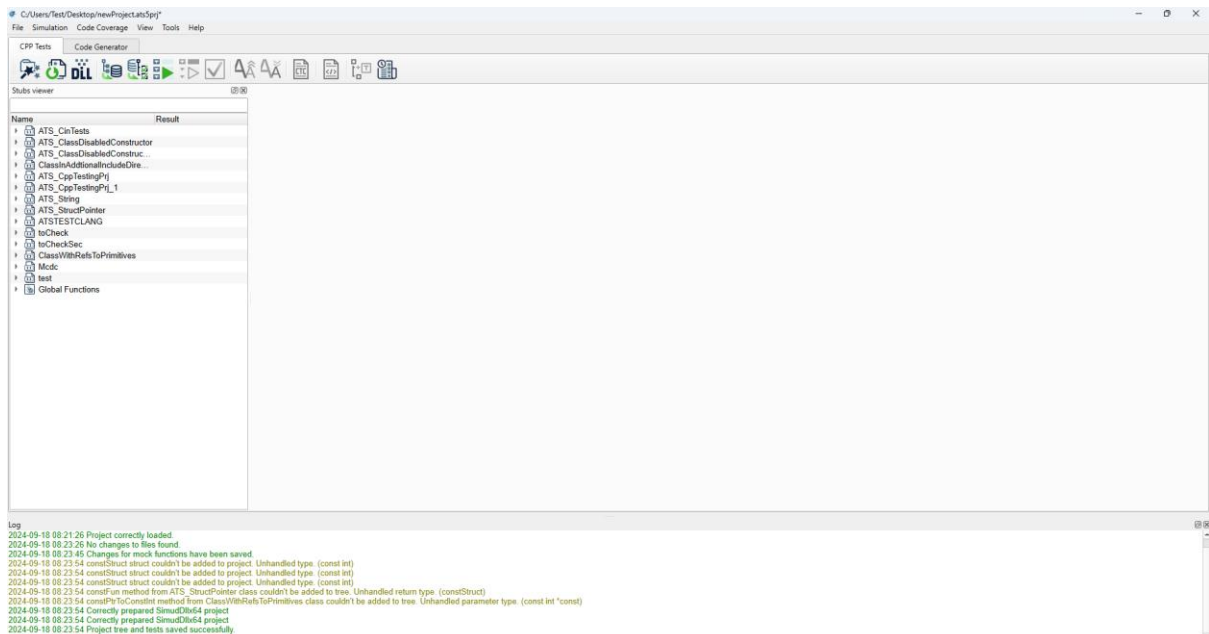 C:/Users/Test/Desktop/newProject.ats5prj*
File Simulation Code Coverage View Tools Help
CPP Tests Code Generator
DLL CTC
Stubs viewer
Name Result
ATS_CinTests
ATS_ClassDisabledConstructor
ATS_ClassDisabledConstruc...
ClassInAddtionalIncludeDire...
ATS_CppTestingPrj
ATS_CppTestingPrj_1
ATS_String
ATS_StructPointer
ATSTESTCLANG
toCheck
toCheckSec
ClassWithRefsToPrimitives
Mcdc
test
Global Functions
Log
2024-09-18 08:21:26 Project correctly loaded.
2024-09-18 08:23:26 No changes to files found.
2024-09-18 08:23:45 Changes for mock functions have been saved.
2024-09-18 08:23:54 constStruct struct couldn't be added to project. Unhandled type. (const int)
2024-09-18 08:23:54 constStruct struct couldn't be added to project. Unhandled type. (const int)
2024-09-18 08:23:54 constStruct struct couldn't be added to project. Unhandled type. (const int)
2024-09-18 08:23:54 constFun method from ATS_StructPointer class couldn't be added to tree. Unhandled return type. (constStruct)
2024-09-18 08:23:54 constPtrToConstInt method from ClassWithRefsToPrimitives class couldn't be added to tree. Unhandled parameter type. (const int *const)
2024-09-18 08:23:54 Correctly prepared SimudDllx64 project
2024-09-18 08:23:54 Correctly prepared SimudDllx64 project
2024-09-18 08:23:54 Project tree and tests saved successfully.